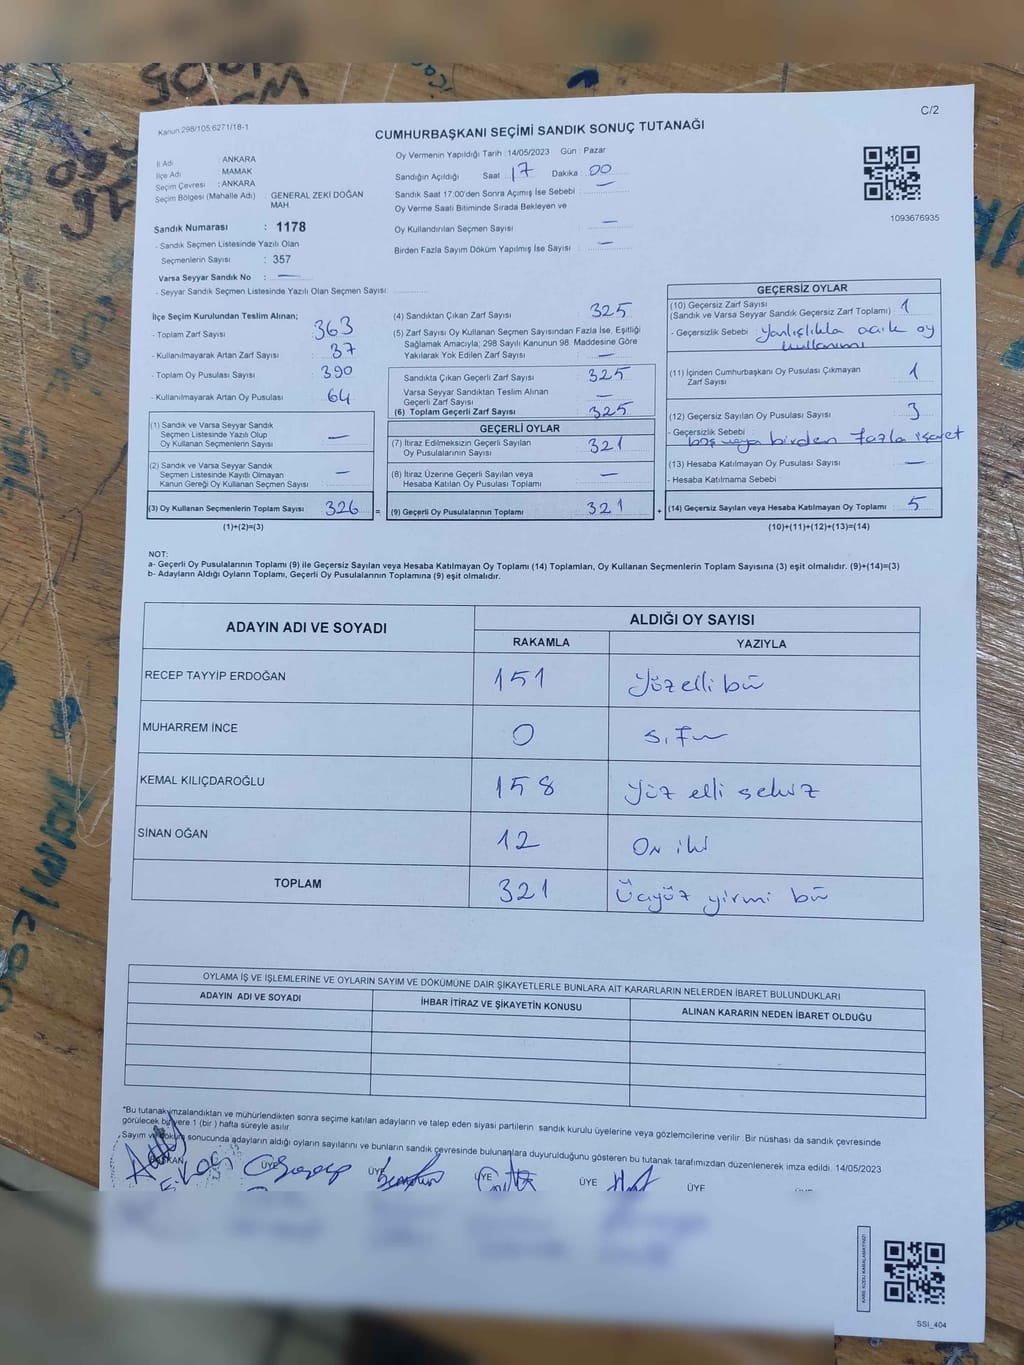 C/2
Kanun 298/105;6271/18-1
CUMHURBAŞKANI SEÇİMİ SANDIK SONUÇ TUTANAĞI
İl Adı : ANKARA
İlçe Adı : MAMAK
Seçim Çevresi : ANKARA
Seçim Bölgesi (Mahalle Adı) : GENERAL ZEKİ DOĞAN MAH.
Sandık Numarası : 1178
- Sandık Seçmen Listesinde Yazılı Olan
Seçmenlerin Sayısı : 357
Varsa Seyyar Sandık No : —
- Seyyar Sandık Seçmen Listesinde Yazılı Olan Seçmen Sayısı:
Oy Vermenin Yapıldığı Tarih : 14/05/2023 Gün : Pazar
Sandığın Açıldığı Saat : 17 Dakika : 00
Sandık Saat 17:00'den Sonra Açımış İse Sebebi : —
Oy Verme Saati Bitiminde Sırada Bekleyen ve
Oy Kullandırılan Seçmen Sayısı : —
Birden Fazla Sayım Döküm Yapılmış İse Sayısı : —
1093676935
İlçe Seçim Kurulundan Teslim Alınan;
- Toplam Zarf Sayısı : 363
- Kullanılmayarak Artan Zarf Sayısı : 37
- Toplam Oy Pusulası Sayısı : 390
- Kullanılmayarak Artan Oy Pusulası : 64
(1) Sandık ve Varsa Seyyar Sandık
Seçmen Listesinde Yazılı Olup
Oy Kullanan Seçmenlerin Sayısı : —
(2) Sandık ve Varsa Seyyar Sandık
Seçmen Listesinde Kayıtlı Olmayan
Kanun Gereği Oy Kullanan Seçmen Sayısı : —
(3) Oy Kullanan Seçmenlerin Toplam Sayısı : 326 =
(1)+(2)=(3)
(4) Sandıktan Çıkan Zarf Sayısı : 325
(5) Zarf Sayısı Oy Kullanan Seçmen Sayısından Fazla İse, Eşitliği
Sağlamak Amacıyla; 298 Sayılı Kanunun 98. Maddesine Göre
Yakılarak Yok Edilen Zarf Sayısı : —
Sandıkta Çıkan Geçerli Zarf Sayısı : 325
Varsa Seyyar Sandıktan Teslim Alınan
Geçerli Zarf Sayısı : —
(6) Toplam Geçerli Zarf Sayısı : 325
GEÇERLİ OYLAR
(7) İtiraz Edilmeksizin Geçerli Sayılan
Oy Pusulalarının Sayısı : 321
(8) İtiraz Üzerine Geçerli Sayılan veya
Hesaba Katılan Oy Pusulası Toplamı : —
(9) Geçerli Oy Pusulalarının Toplamı : 321 +
GEÇERSİZ OYLAR
(10) Geçersiz Zarf Sayısı
(Sandık ve Varsa Seyyar Sandık Geçersiz Zarf Toplamı) : 1
- Geçersizlik Sebebi : Yanlışlıkla açık oy
kullanımı
(11) İçinden Cumhurbaşkanı Oy Pusulası Çıkmayan
Zarf Sayısı : 1
(12) Geçersiz Sayılan Oy Pusulası Sayısı : 3
- Geçersizlik Sebebi :
boş veya birden fazla işaret
(13) Hesaba Katılmayan Oy Pusulası Sayısı : —
- Hesaba Katılmama Sebebi :
(14) Geçersiz Sayılan veya Hesaba Katılmayan Oy Toplamı : 5
(10)+(11)+(12)+(13)=(14)
NOT:
a- Geçerli Oy Pusulalarının Toplamı (9) ile Geçersiz Sayılan veya Hesaba Katılmayan Oy Toplamı (14) Toplamları, Oy Kullanan Seçmenlerin Toplam Sayısına (3) eşit olmalıdır. (9)+(14)=(3)
b- Adayların Aldığı Oyların Toplamı, Geçerli Oy Pusulalarının Toplamına (9) eşit olmalıdır.
ADAYIN ADI VE SOYADI ALDIĞI OY SAYISI
RAKAMLA YAZIYLA
RECEP TAYYİP ERDOĞAN 151 Yüz elli bir
MUHARREM İNCE 0 sıfır
KEMAL KILIÇDAROĞLU 158 Yüz elli sekiz
SİNAN OĞAN 12 On iki
TOPLAM 321 Üçyüz yirmi bir
OYLAMA İŞ VE İŞLEMLERİNE VE OYLARIN SAYIM VE DÖKÜMÜNE DAİR ŞİKAYETLERLE BUNLARA AİT KARARLARIN NELERDEN İBARET BULUNDUKLARI
ADAYIN ADI VE SOYADI İHBAR İTİRAZ VE ŞİKAYETİN KONUSU ALINAN KARARIN NEDEN İBARET OLDUĞU
"Bu tutanak imzalandıktan ve mühürlendikten sonra seçime katılan adayların ve talep eden siyasi partilerin sandık kurulu üyelerine veya gözlemcilerine verilir. Bir nüshası da sandık çevresinde
görülecek bir yere 1 (bir) hafta süreyle asılır.
Sayım ve döküm sonucunda adayların aldığı oyların sayılarını ve bunların sandık çevresinde bulunanlara duyurulduğunu gösteren bu tutanak tarafımızdan düzenlenerek imza edildi. 14/05/2023
BAŞKAN ÜYE ÜYE ÜYE ÜYE ÜYE
KARE KODU KARALAMAYINIZ!
SSI_404